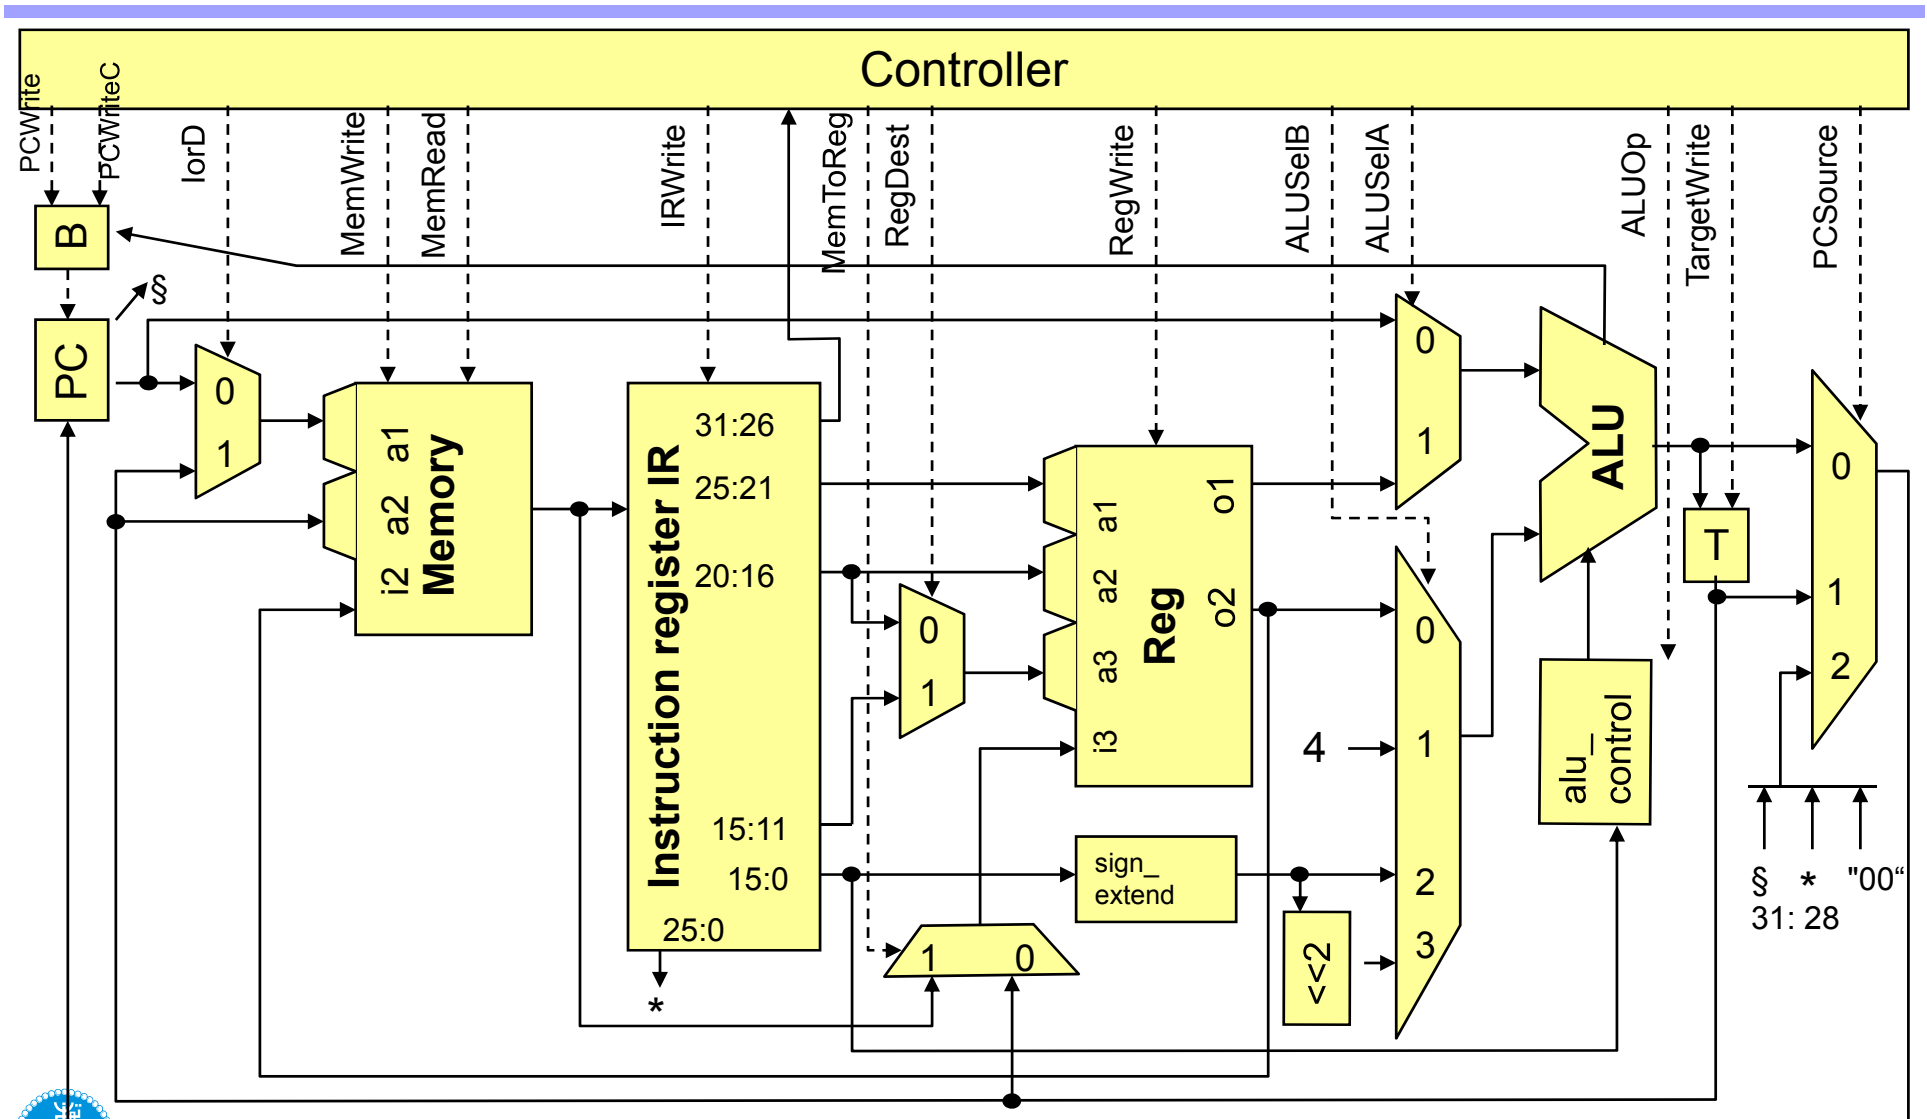 Controller
PCWrite
PCWriteC
IorD
MemWrite
MemRead
IRWrite
MemToReg
RegDest
RegWrite
ALUSelB
ALUSelA
ALUOp
TargetWrite
PCSource
B
§
PC
0
1
a1
a2
i2
Memory
Instruction register IR
31:26
25:21
20:16
15:11
15:0
25:0
*
0
1
1
0
a1
a2
a3
i3
o1
o2
Reg
sign_
extend
<<2
4
0
1
0
1
2
3
ALU
alu_
control
T
0
1
2
§ * "00“
31: 28